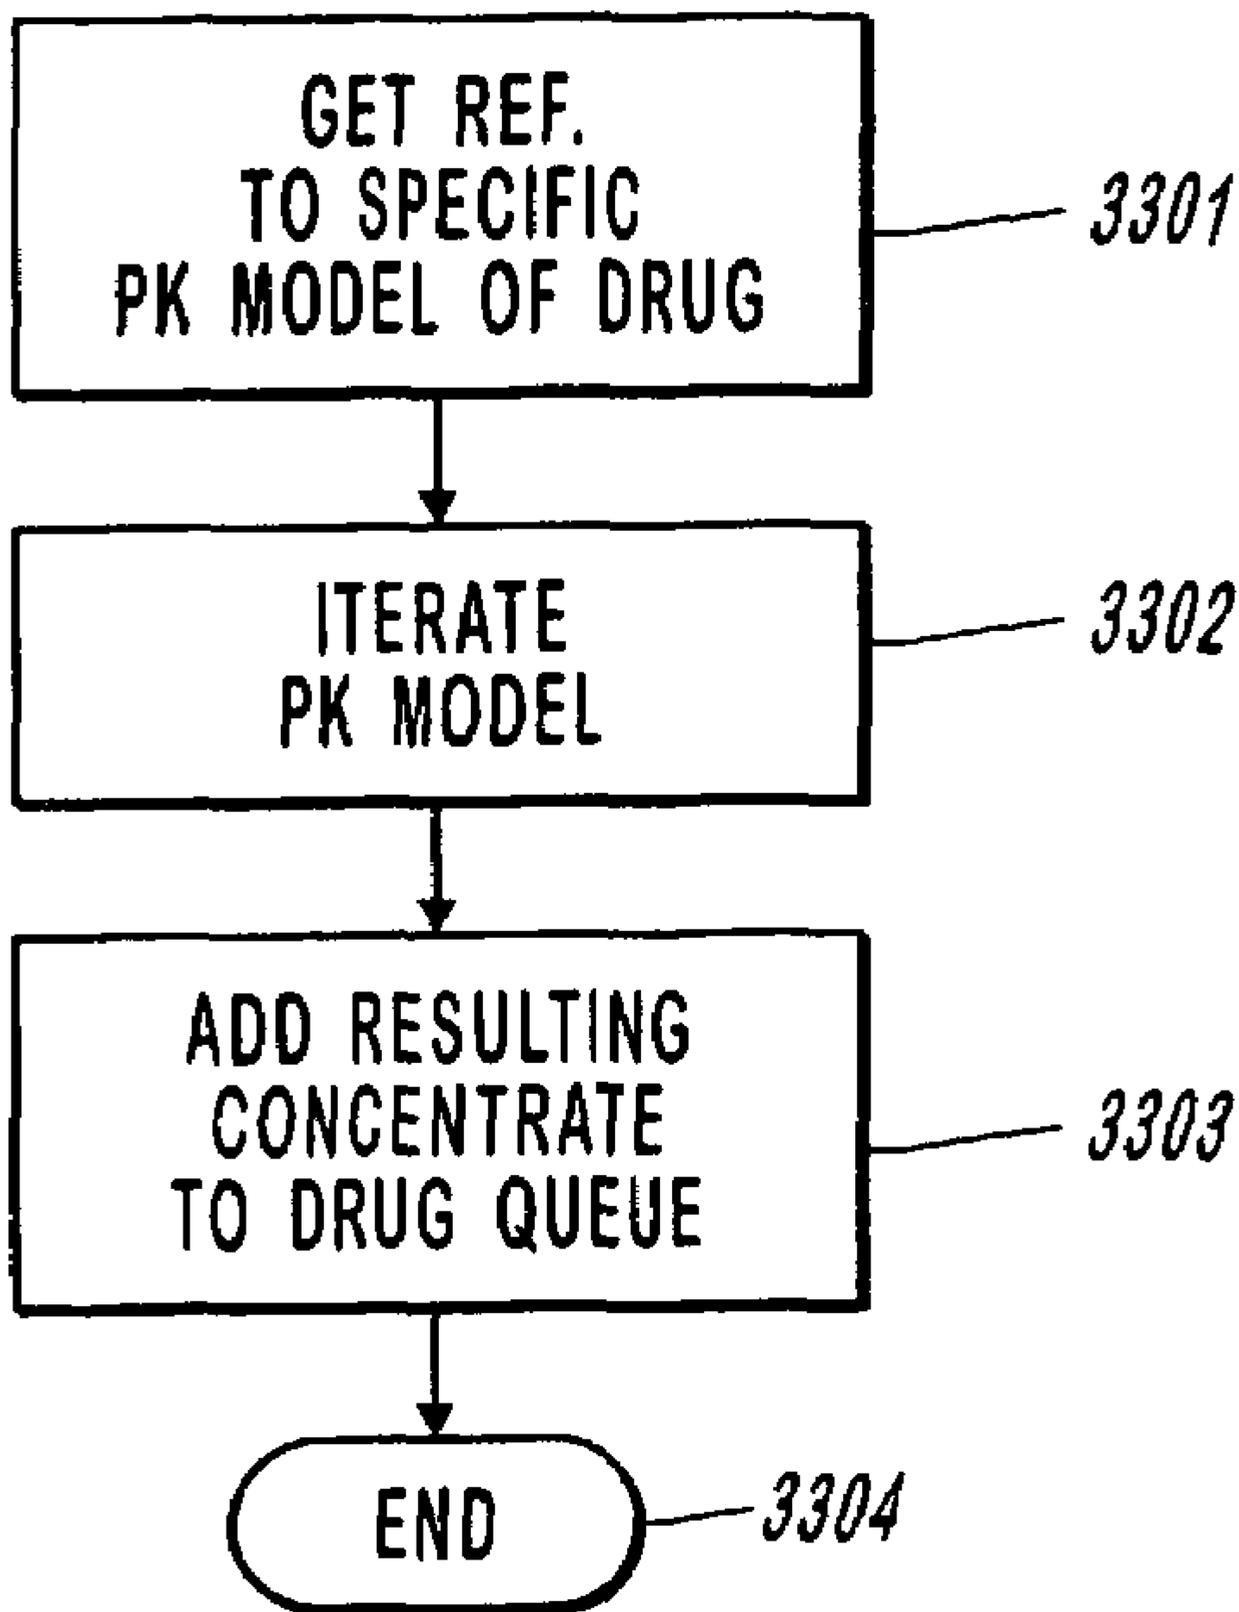 GET REF.
TO SPECIFIC
PK MODEL OF DRUG
3301
ITERATE
PK MODEL
3302
ADD RESULTING
CONCENTRATE
TO DRUG QUEUE
3303
END
3304